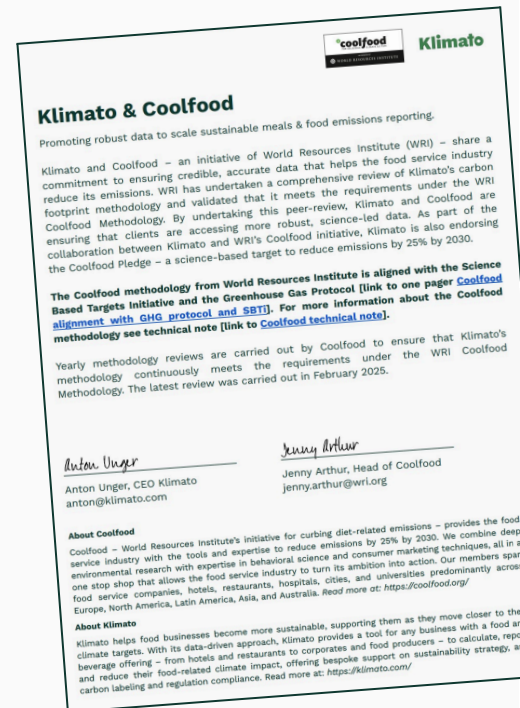 coolfood
WORLD RESOURCES INSTITUTE
Klimato
Klimato & Coolfood
Promoting robust data to scale sustainable meals & food emissions reporting.
Klimato and Coolfood – an initiative of World Resources Institute (WRI) – share a
commitment to ensuring credible, accurate data that helps the food service industry
reduce its emissions. WRI has undertaken a comprehensive review of Klimato's carbon
footprint methodology and validated that it meets the requirements under the WRI
Coolfood Methodology. By undertaking this peer-review, Klimato and Coolfood are
ensuring that clients are accessing more robust, science-led data. As part of the
collaboration between Klimato and WRI's Coolfood initiative, Klimato is also endorsing
the Coolfood Pledge – a science-based target to reduce emissions by 25% by 2030.
The Coolfood methodology from World Resources Institute is aligned with the Science
Based Targets Initiative and the Greenhouse Gas Protocol [link to one pager Coolfood
alignment with GHG protocol and SBTi]. For more information about the Coolfood
methodology see technical note [link to Coolfood technical note].
Yearly methodology reviews are carried out by Coolfood to ensure that Klimato's
methodology continuously meets the requirements under the WRI Coolfood
Methodology. The latest review was carried out in February 2025.
Anton Unger
Jenny Arthur
Anton Unger, CEO Klimato
anton@klimato.com
Jenny Arthur, Head of Coolfood
jenny.arthur@wri.org
About Coolfood
Coolfood – World Resources Institute's initiative for curbing diet-related emissions – provides the food
service industry with the tools and expertise to reduce emissions by 25% by 2030. We combine deep
environmental research with expertise in behavioral science and consumer marketing techniques, all in a
one stop shop that allows the food service industry to turn its ambition into action. Our members span
food service companies, hotels, restaurants, hospitals, cities, and universities predominantly across
Europe, North America, Latin America, Asia, and Australia. Read more at: https://coolfood.org/
About Klimato
Klimato helps food businesses become more sustainable, supporting them as they move closer to the
climate targets. With its data-driven approach, Klimato provides a tool for any business with a food an
beverage offering – from hotels and restaurants to corporates and food producers – to calculate, repo
and reduce their food-related climate impact, offering bespoke support on sustainability strategy, a
carbon labeling and regulation compliance. Read more at: https://klimato.com/